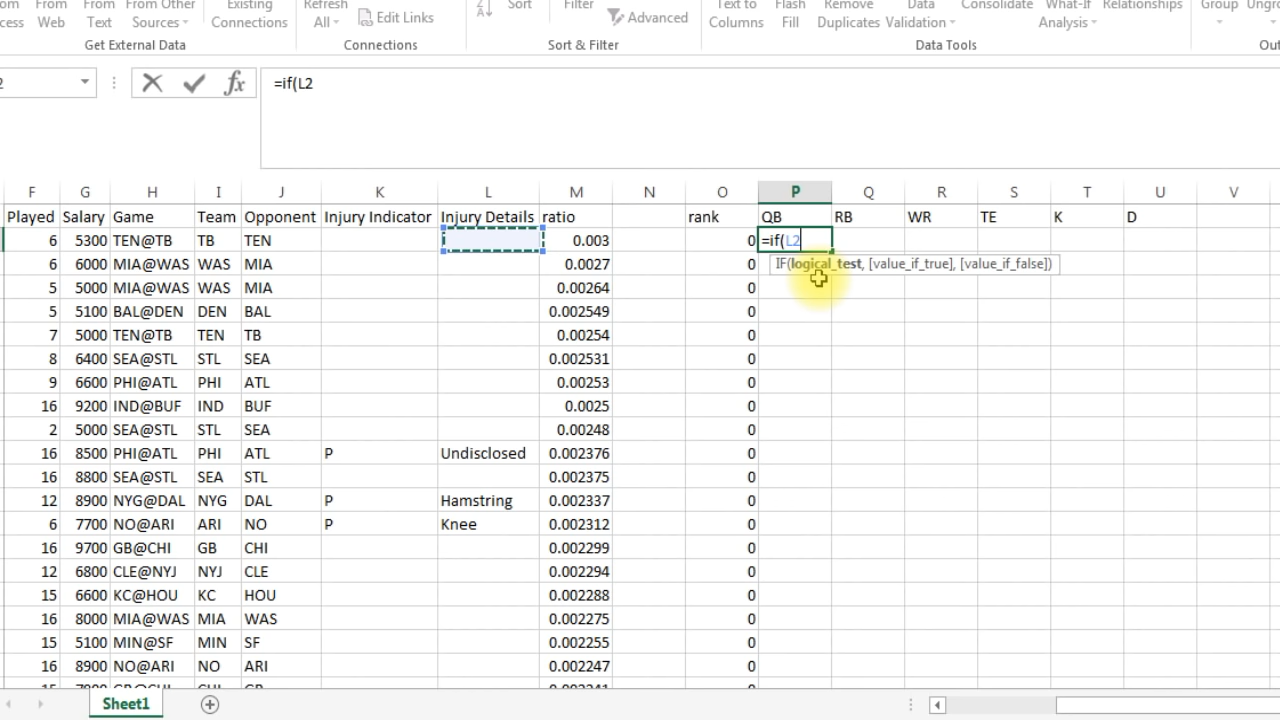 om From From From Other Existing Refresh Sort Filter Text to Flash Remove Data Consolidate What-If Relationships Group Ungro
cess Web Text Sources Connections All Edit Links Advanced Columns Fill Duplicates Validation Analysis
Get External Data Connections Sort & Filter Data Tools Out
2 fx =if(L2
F G H I J K L M N O P Q R S T U V
Played Salary Game Team Opponent Injury Indicator Injury Details ratio rank QB RB WR TE K D
6 5300 TEN@TB TB TEN 0.003 0 =if(L2
6 6000 MIA@WAS WAS MIA 0.0027 0 IF(logical_test, [value_if_true], [value_if_false])
5 5000 MIA@WAS WAS MIA 0.00264 0
5 5100 BAL@DEN DEN BAL 0.002549 0
7 5000 TEN@TB TEN TB 0.00254 0
8 6400 SEA@STL STL SEA 0.002531 0
9 6600 PHI@ATL PHI ATL 0.00253 0
16 9200 IND@BUF IND BUF 0.0025 0
2 5000 SEA@STL STL SEA 0.00248 0
16 8500 PHI@ATL PHI ATL P Undisclosed 0.002376 0
16 8800 SEA@STL SEA STL 0.002375 0
12 8900 NYG@DAL NYG DAL P Hamstring 0.002337 0
6 7700 NO@ARI ARI NO P Knee 0.002312 0
16 9700 GB@CHI GB CHI 0.002299 0
12 6800 CLE@NYJ NYJ CLE 0.002294 0
15 6600 KC@HOU KC HOU 0.002288 0
16 8000 MIA@WAS MIA WAS 0.002275 0
15 5100 MIN@SF MIN SF 0.002255 0
16 8900 NO@ARI NO ARI 0.002247 0
Sheet1